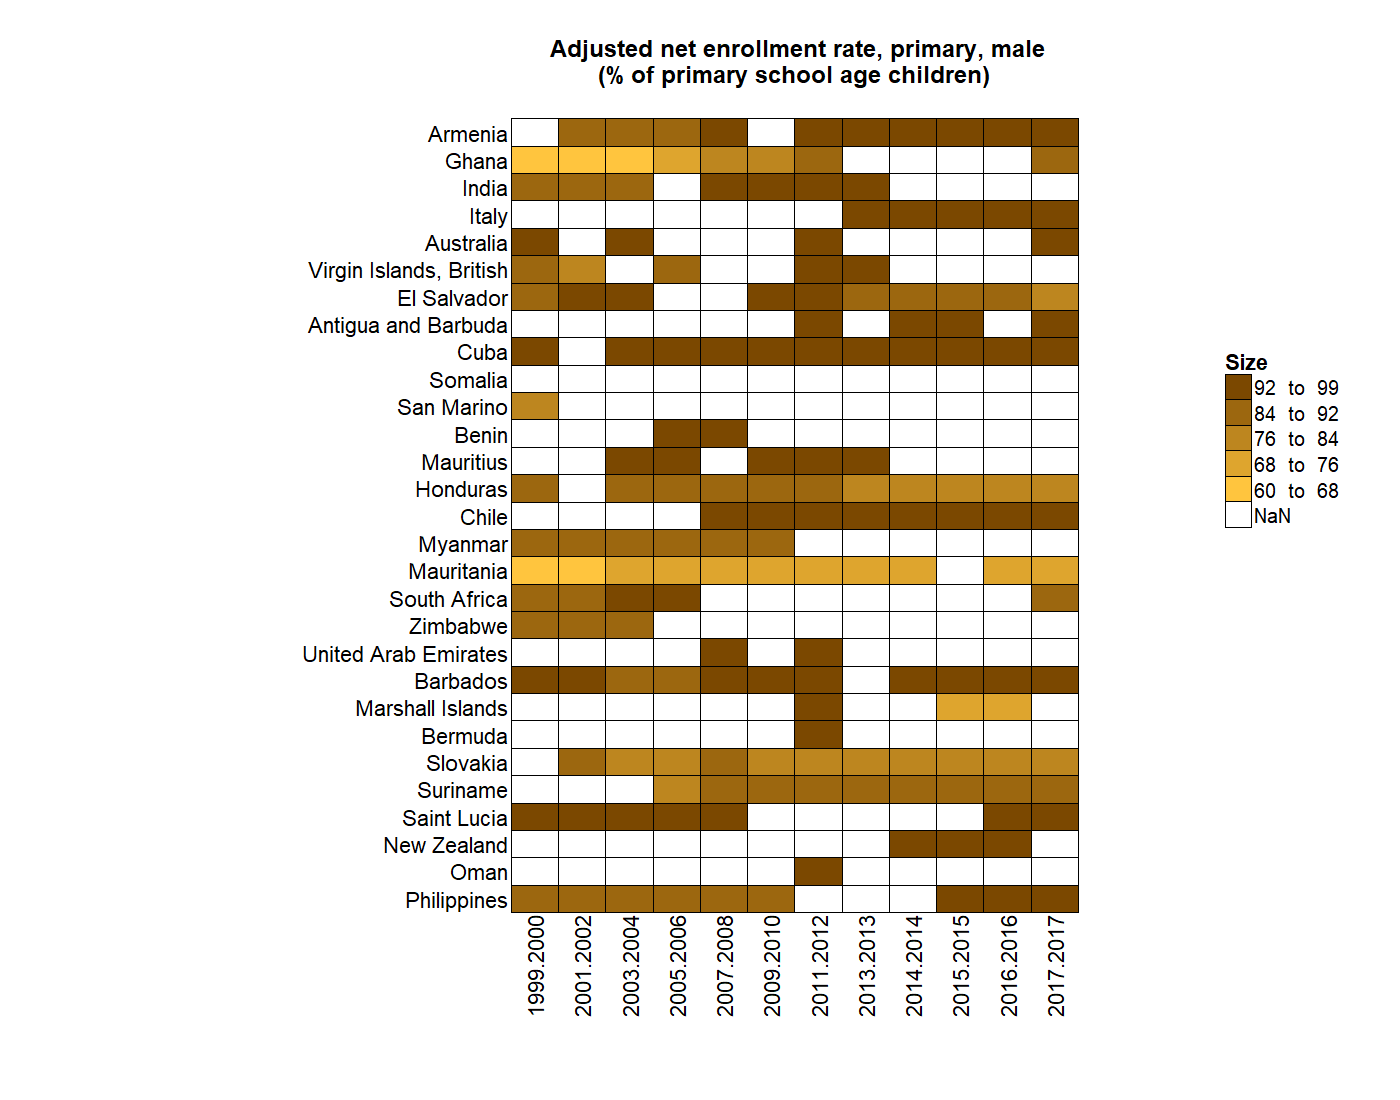 Adjusted net enrollment rate, primary, male
(% of primary school age children)
Armenia
Ghana
India
Italy
Australia
Virgin Islands, British
El Salvador
Antigua and Barbuda
Cuba
Somalia
San Marino
Benin
Mauritius
Honduras
Chile
Myanmar
Mauritania
South Africa
Zimbabwe
United Arab Emirates
Barbados
Marshall Islands
Bermuda
Slovakia
Suriname
Saint Lucia
New Zealand
Oman
Philippines
1999.2000
2001.2002
2003.2004
2005.2006
2007.2008
2009.2010
2011.2012
2013.2013
2014.2014
2015.2015
2016.2016
2017.2017
Size
92 to 99
84 to 92
76 to 84
68 to 76
60 to 68
NaN